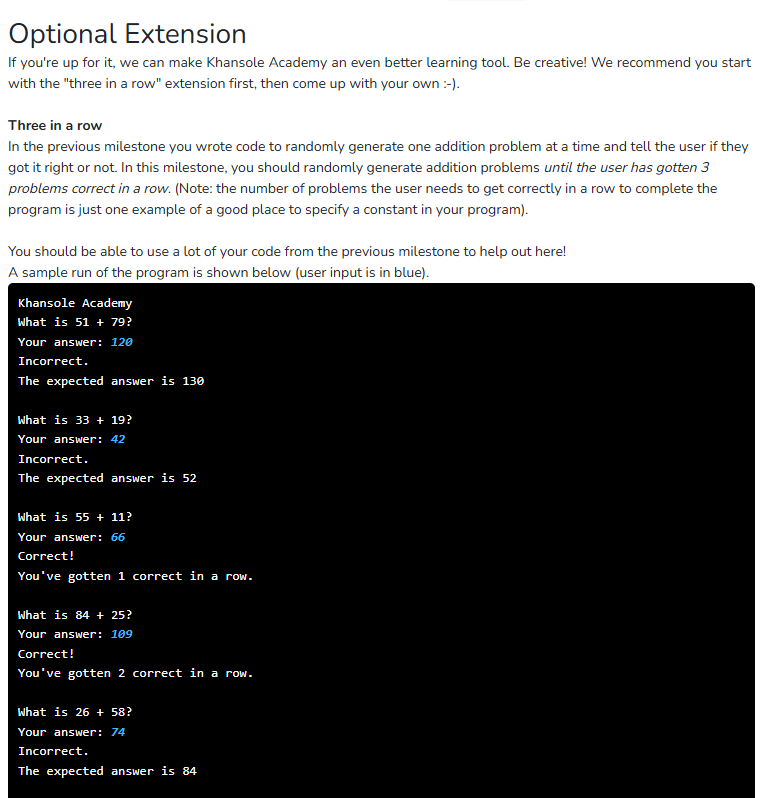 Optional Extension
If you're up for it, we can make Khansole Academy an even better learning tool. Be creative! We recommend you start
with the "three in a row" extension first, then come up with your own :-).
Three in a row
In the previous milestone you wrote code to randomly generate one addition problem at a time and tell the user if they
got it right or not. In this milestone, you should randomly generate addition problems until the user has gotten 3
problems correct in a row. (Note: the number of problems the user needs to get correctly in a row to complete the
program is just one example of a good place to specify a constant in your program).
You should be able to use a lot of your code from the previous milestone to help out here!
A sample run of the program is shown below (user input is in blue).
Khansole Academy
What is 51 + 79?
Your answer: 120
Incorrect.
The expected answer is 130
What is 33 + 19?
Your answer: 42
Incorrect.
The expected answer is 52
What is 55 + 11?
Your answer: 66
Correct!
You've gotten 1 correct in a row.
What is 84 + 25?
Your answer: 109
Correct!
You've gotten 2 correct in a row.
What is 26 + 58?
Your answer: 74
Incorrect.
The expected answer is 84